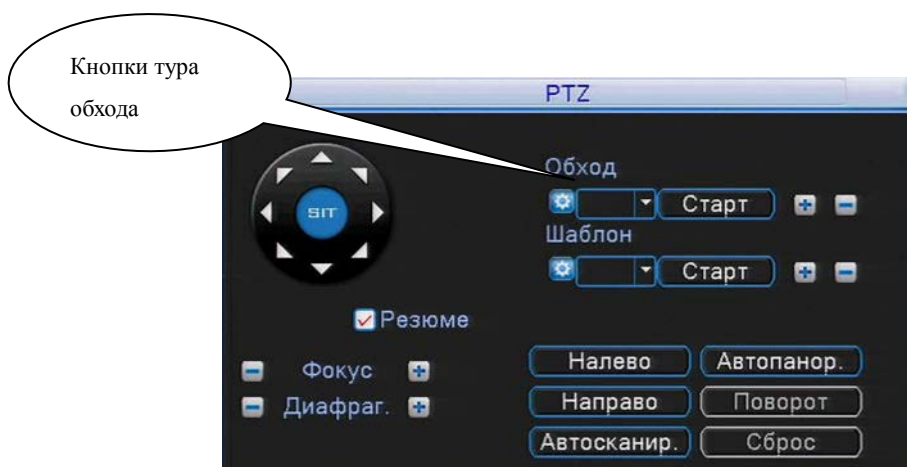 Кнопки тура
обхода
PTZ
Обход
Старт
Шаблон
Старт
SIT
Резюме
Фокус
Диафраг.
Налево
Автопанор.
Направо
Поворот
Автосканир.
Сброс